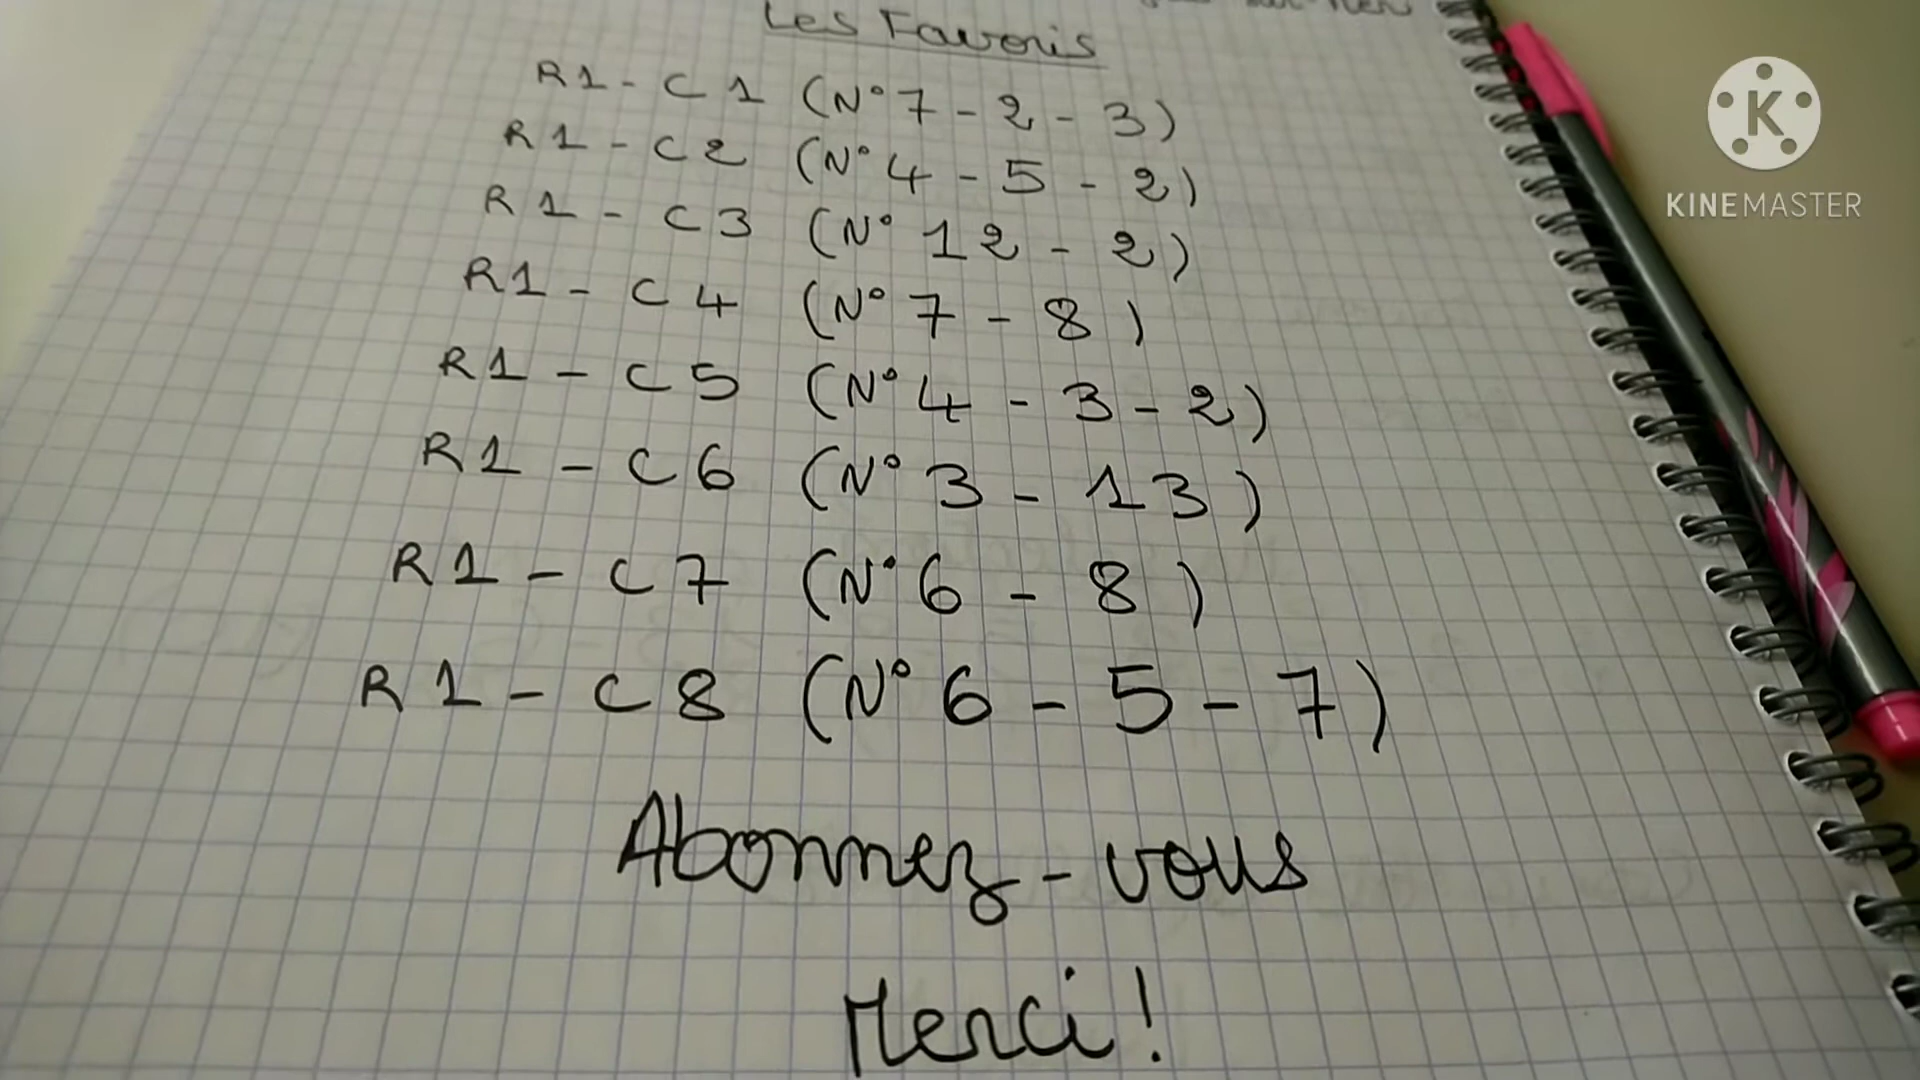 Les Favoris
R1 - C1 (N° 7 - 2 - 3)
R1 - C2 (N° 4 - 5 - 2)
R1 - C3 (N° 12 - 2)
R1 - C4 (N° 7 - 8)
R1 - C5 (N° 4 - 3 - 2)
R1 - C6 (N° 3 - 13)
R1 - C7 (N° 6 - 8)
R1 - C8 (N° 6 - 5 - 7)
Abonnez-vous
Merci !
K
KINEMASTER